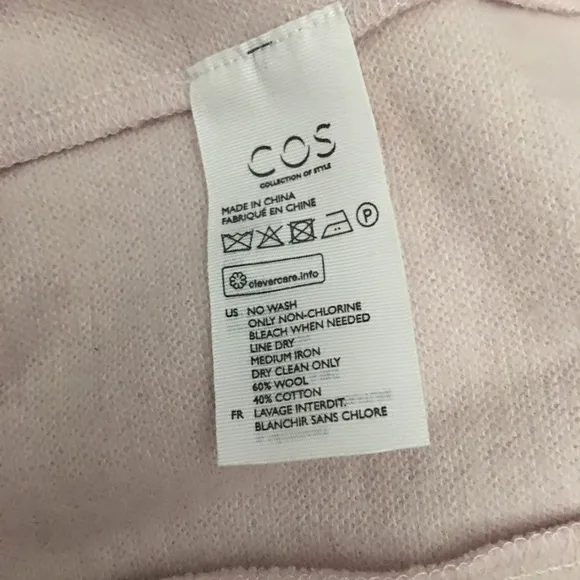 COS
COLLECTION OF STYLE
MADE IN CHINA
FABRIQUÉ EN CHINE
P
clevercare.info
US NO WASH
ONLY NON-CHLORINE
BLEACH WHEN NEEDED
LINE DRY
MEDIUM IRON
DRY CLEAN ONLY
60% WOOL
40% COTTON
FR LAVAGE INTERDIT.
BLANCHIR SANS CHLORE